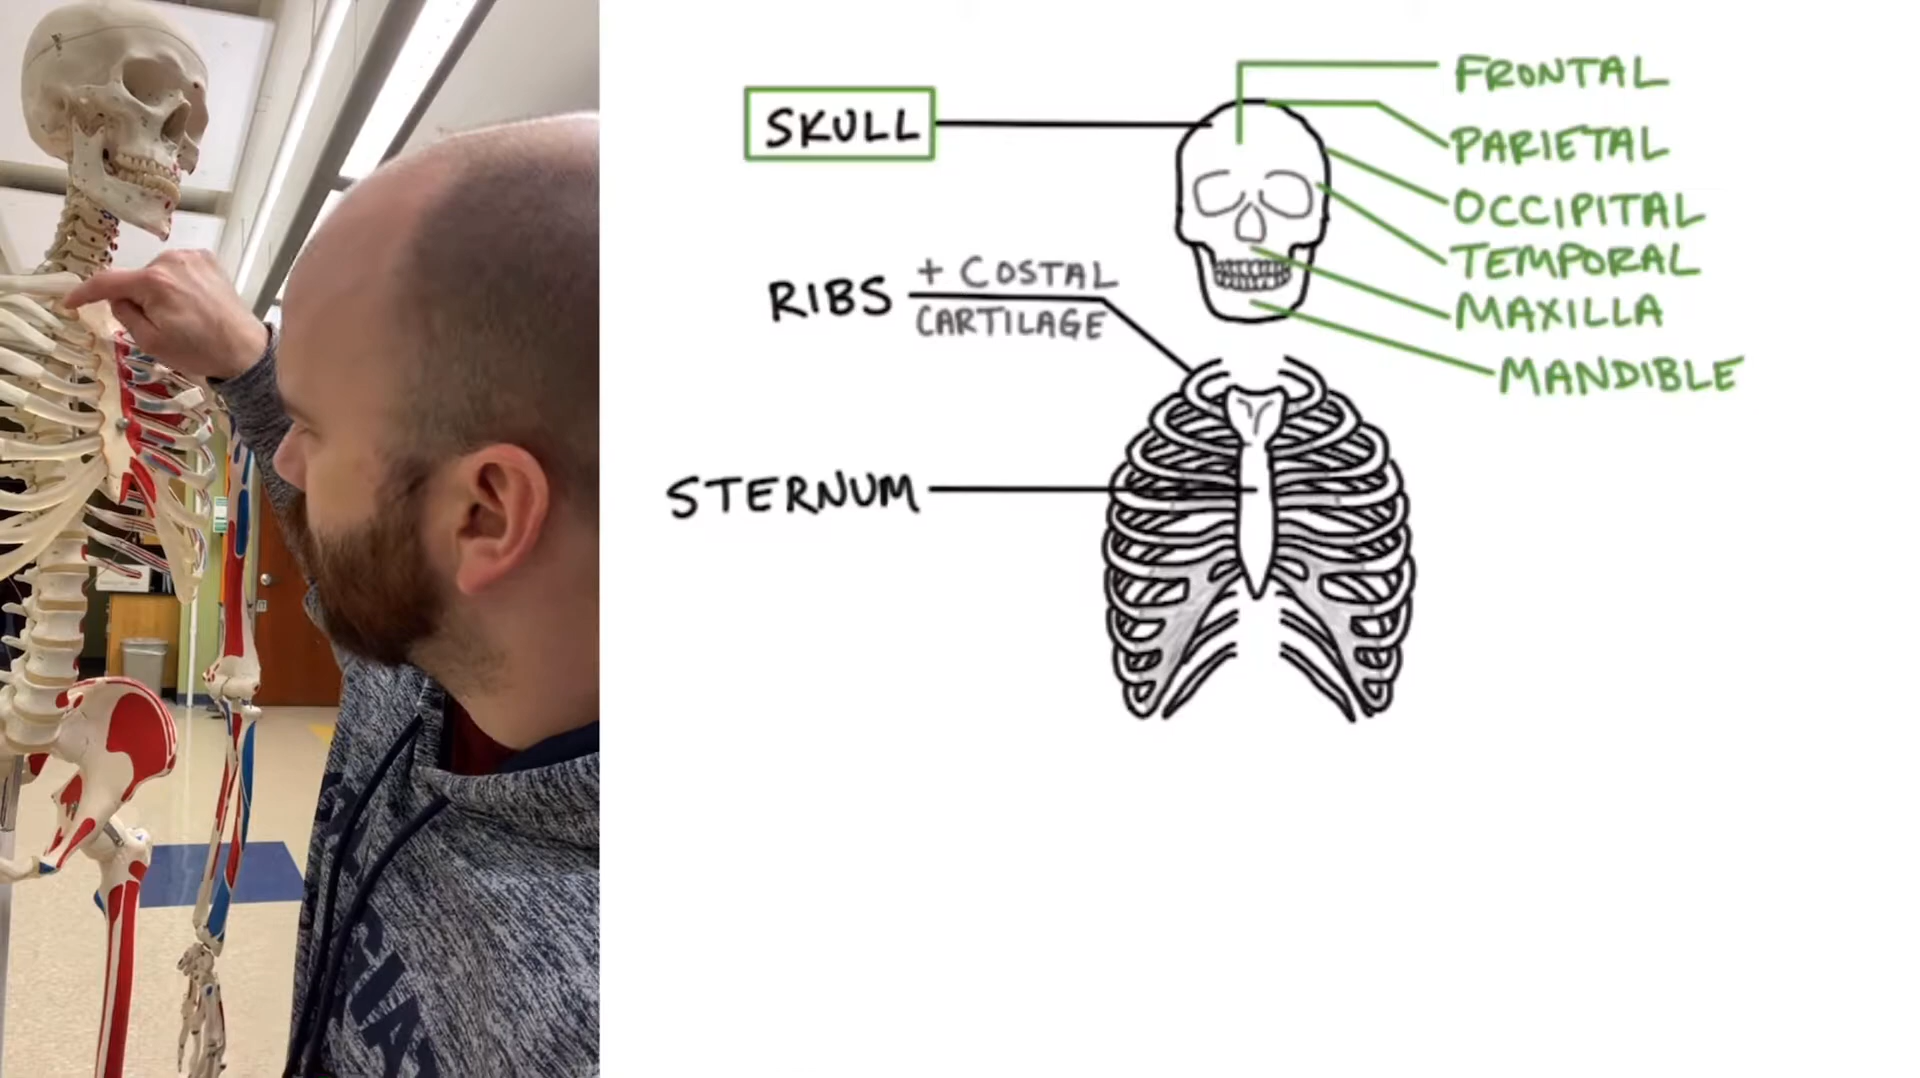 SKULL
FRONTAL
PARIETAL
OCCIPITAL
TEMPORAL
MAXILLA
MANDIBLE
RIBS + COSTAL
CARTILAGE
STERNUM